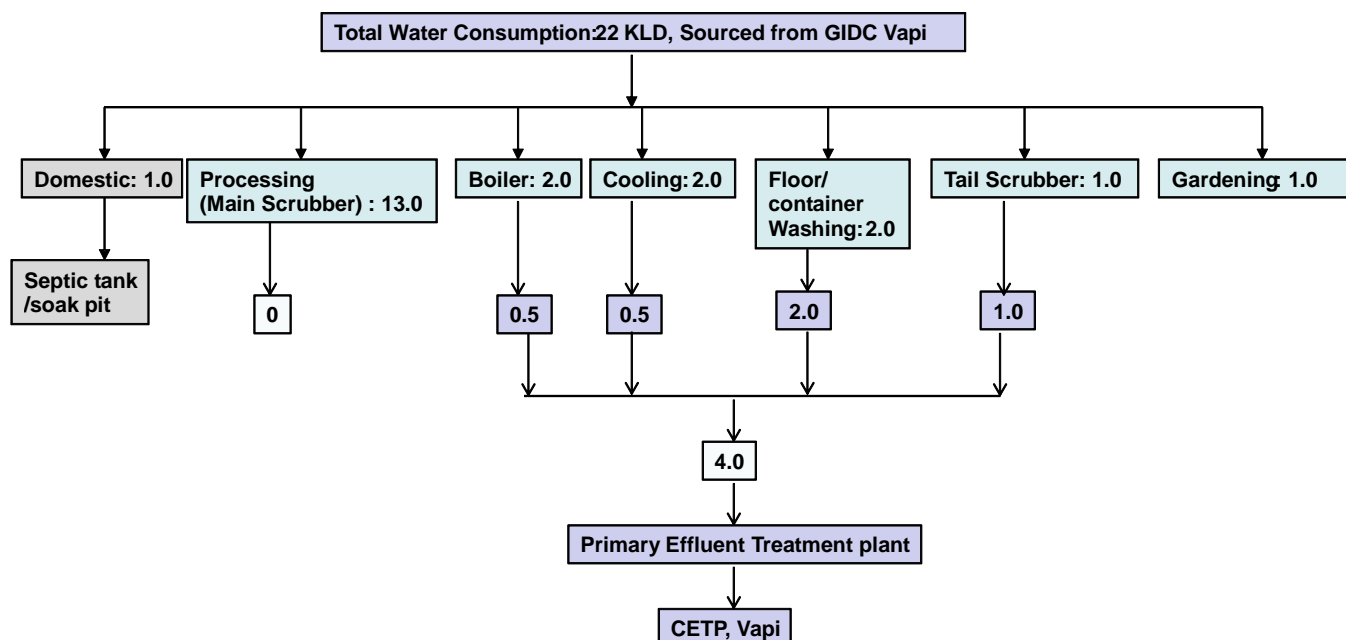 Total Water Consumption:22 KLD, Sourced from GIDC Vapi
Domestic: 1.0
Processing
(Main Scrubber) : 13.0
Boiler: 2.0
Cooling: 2.0
Floor/
container
Washing: 2.0
Tail Scrubber: 1.0
Gardening: 1.0
Septic tank
/soak pit
0
0.5
0.5
2.0
1.0
4.0
Primary Effluent Treatment plant
CETP, Vapi